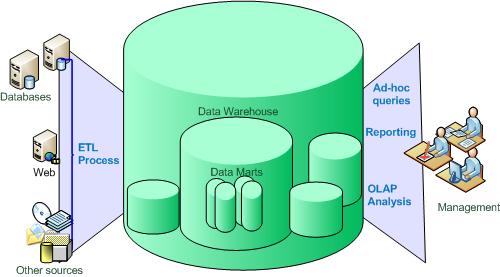 Databases
Web
Other sources
ETL
Process
Data Warehouse
Data Marts
Ad-hoc
queries
Reporting
OLAP
Analysis
Management